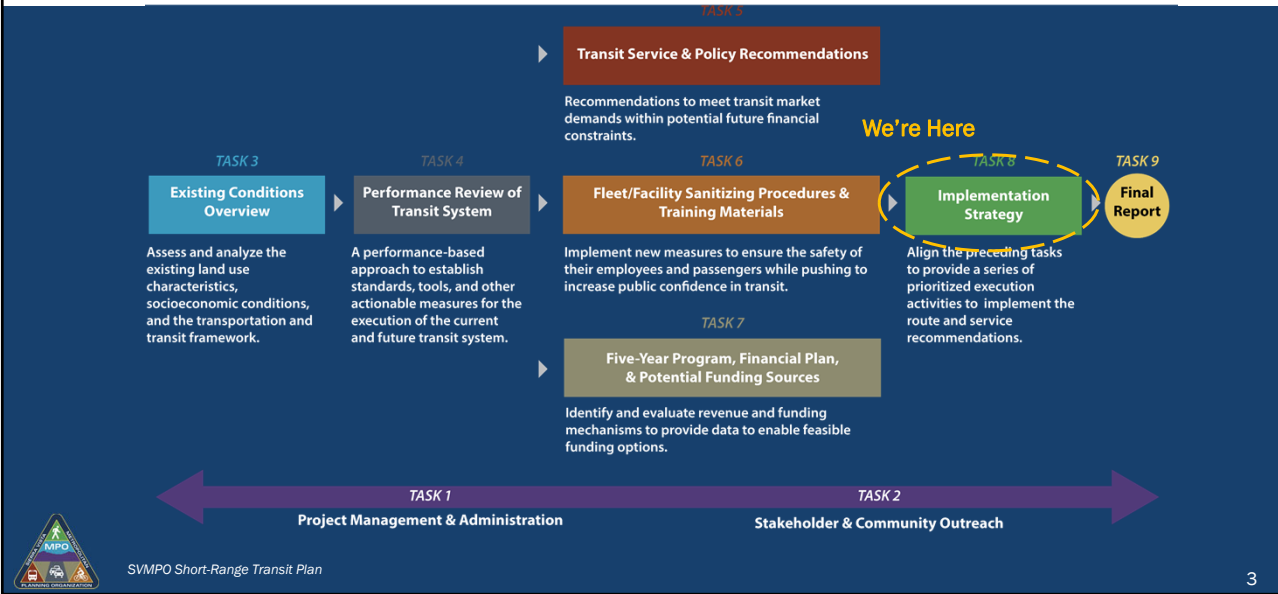 TASK 5
Transit Service & Policy Recommendations
Recommendations to meet transit market
demands within potential future financial
constraints.
We're Here
TASK 3
Existing Conditions
Overview
Assess and analyze the
existing land use
characteristics,
socioeconomic conditions,
and the transportation and
transit framework.
TASK 4
Performance Review of
Transit System
A performance-based
approach to establish
standards, tools, and other
actionable measures for the
execution of the current
and future transit system.
TASK 6
Fleet/Facility Sanitizing Procedures &
Training Materials
Implement new measures to ensure the safety of
their employees and passengers while pushing to
increase public confidence in transit.
TASK 7
Five-Year Program, Financial Plan,
& Potential Funding Sources
Identify and evaluate revenue and funding
mechanisms to provide data to enable feasible
funding options.
TASK 8
Implementation
Strategy
Align the preceding tasks
to provide a series of
prioritized execution
activities to implement the
route and service
recommendations.
TASK 9
Final
Report
TASK 1
Project Management & Administration
TASK 2
Stakeholder & Community Outreach
SIERRA VISTA
METROPOLITAN
MPO
PLANNING ORGANIZATION
SVMPO Short-Range Transit Plan
3